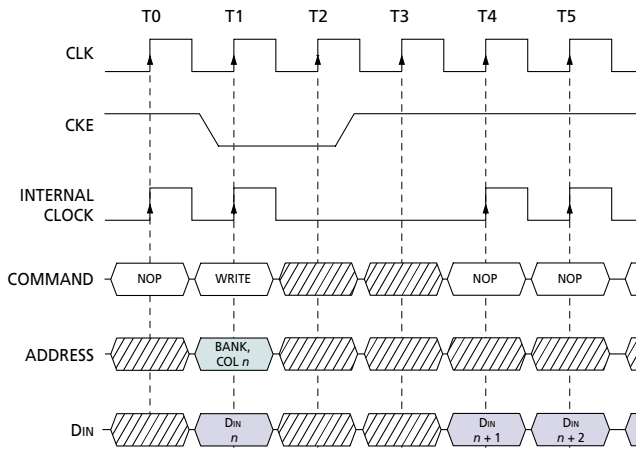 T0 T1 T2 T3 T4 T5
CLK
CKE
INTERNAL
CLOCK
COMMAND NOP WRITE NOP NOP
ADDRESS BANK,
COL n
DIN DIN
n DIN
n + 1 DIN
n + 2